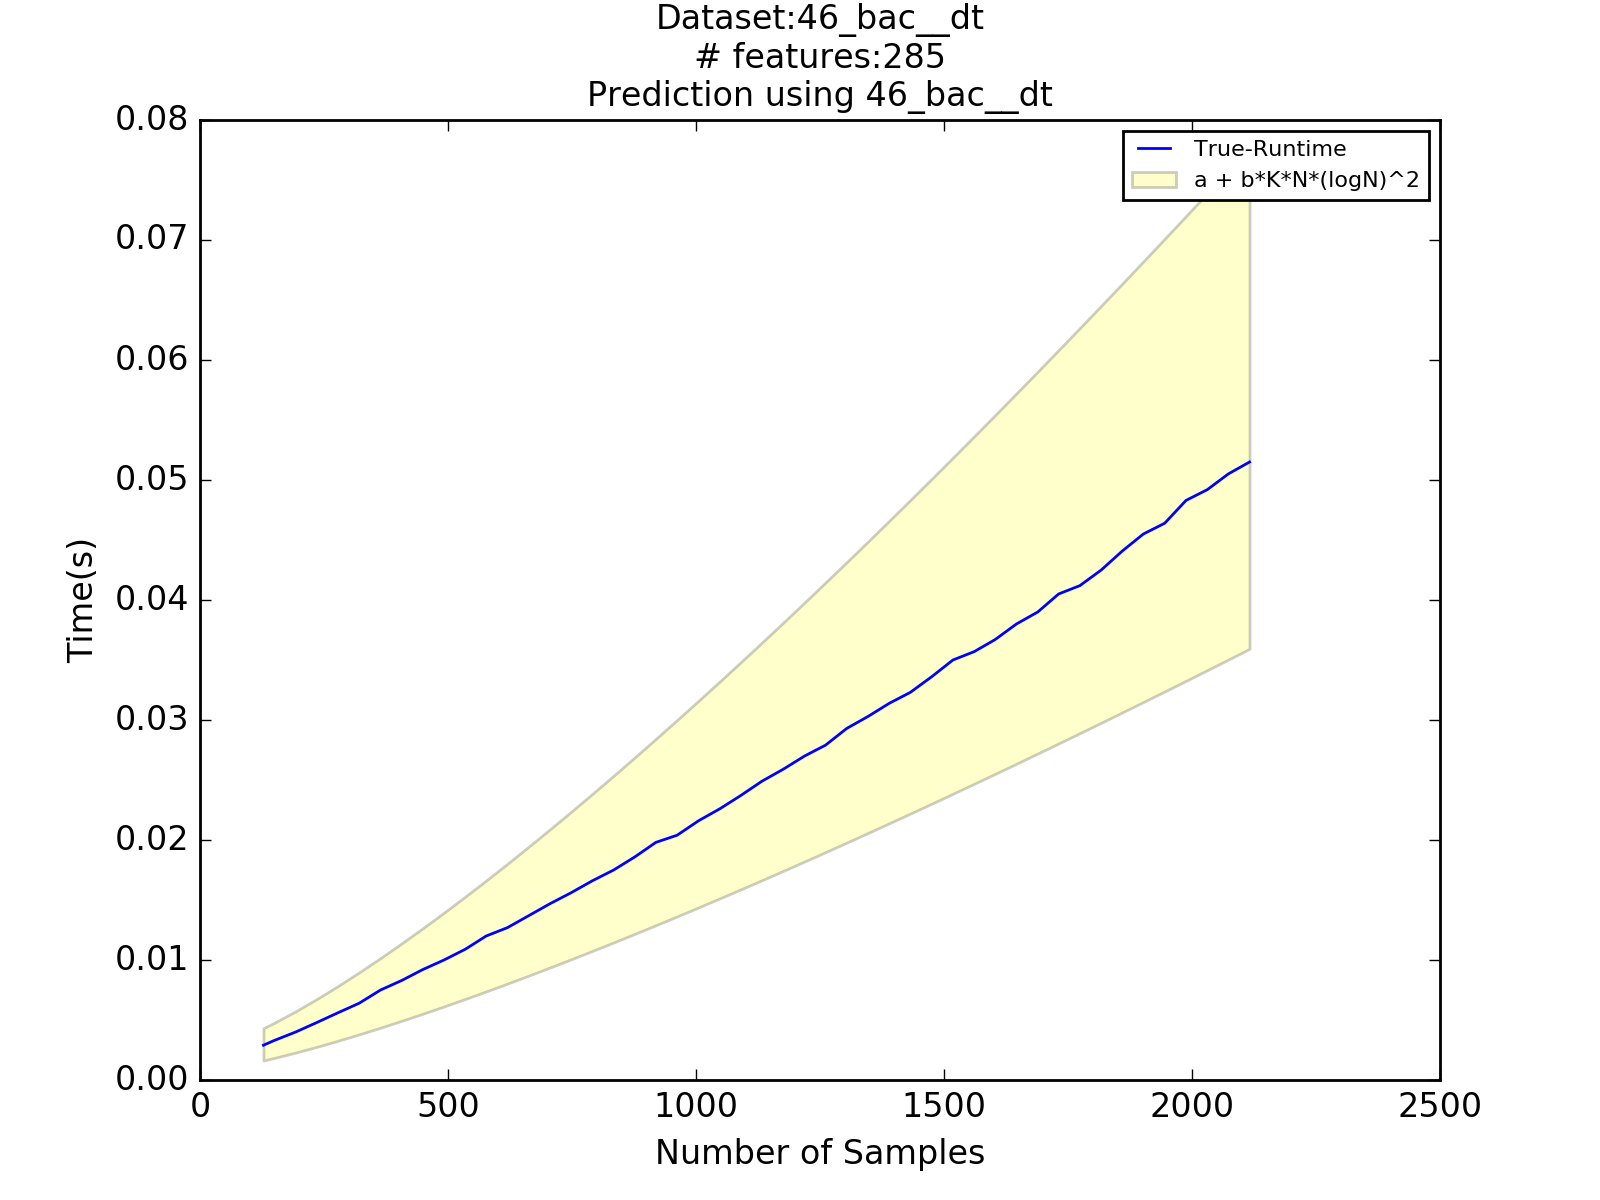 Dataset:46_bac__dt
# features:285
Prediction using 46_bac__dt
True-Runtime
a + b*K*N*(logN)^2
0.08
0.07
0.06
0.05
0.04
0.03
0.02
0.01
0.00
Time(s)
0 500 1000 1500 2000 2500
Number of Samples